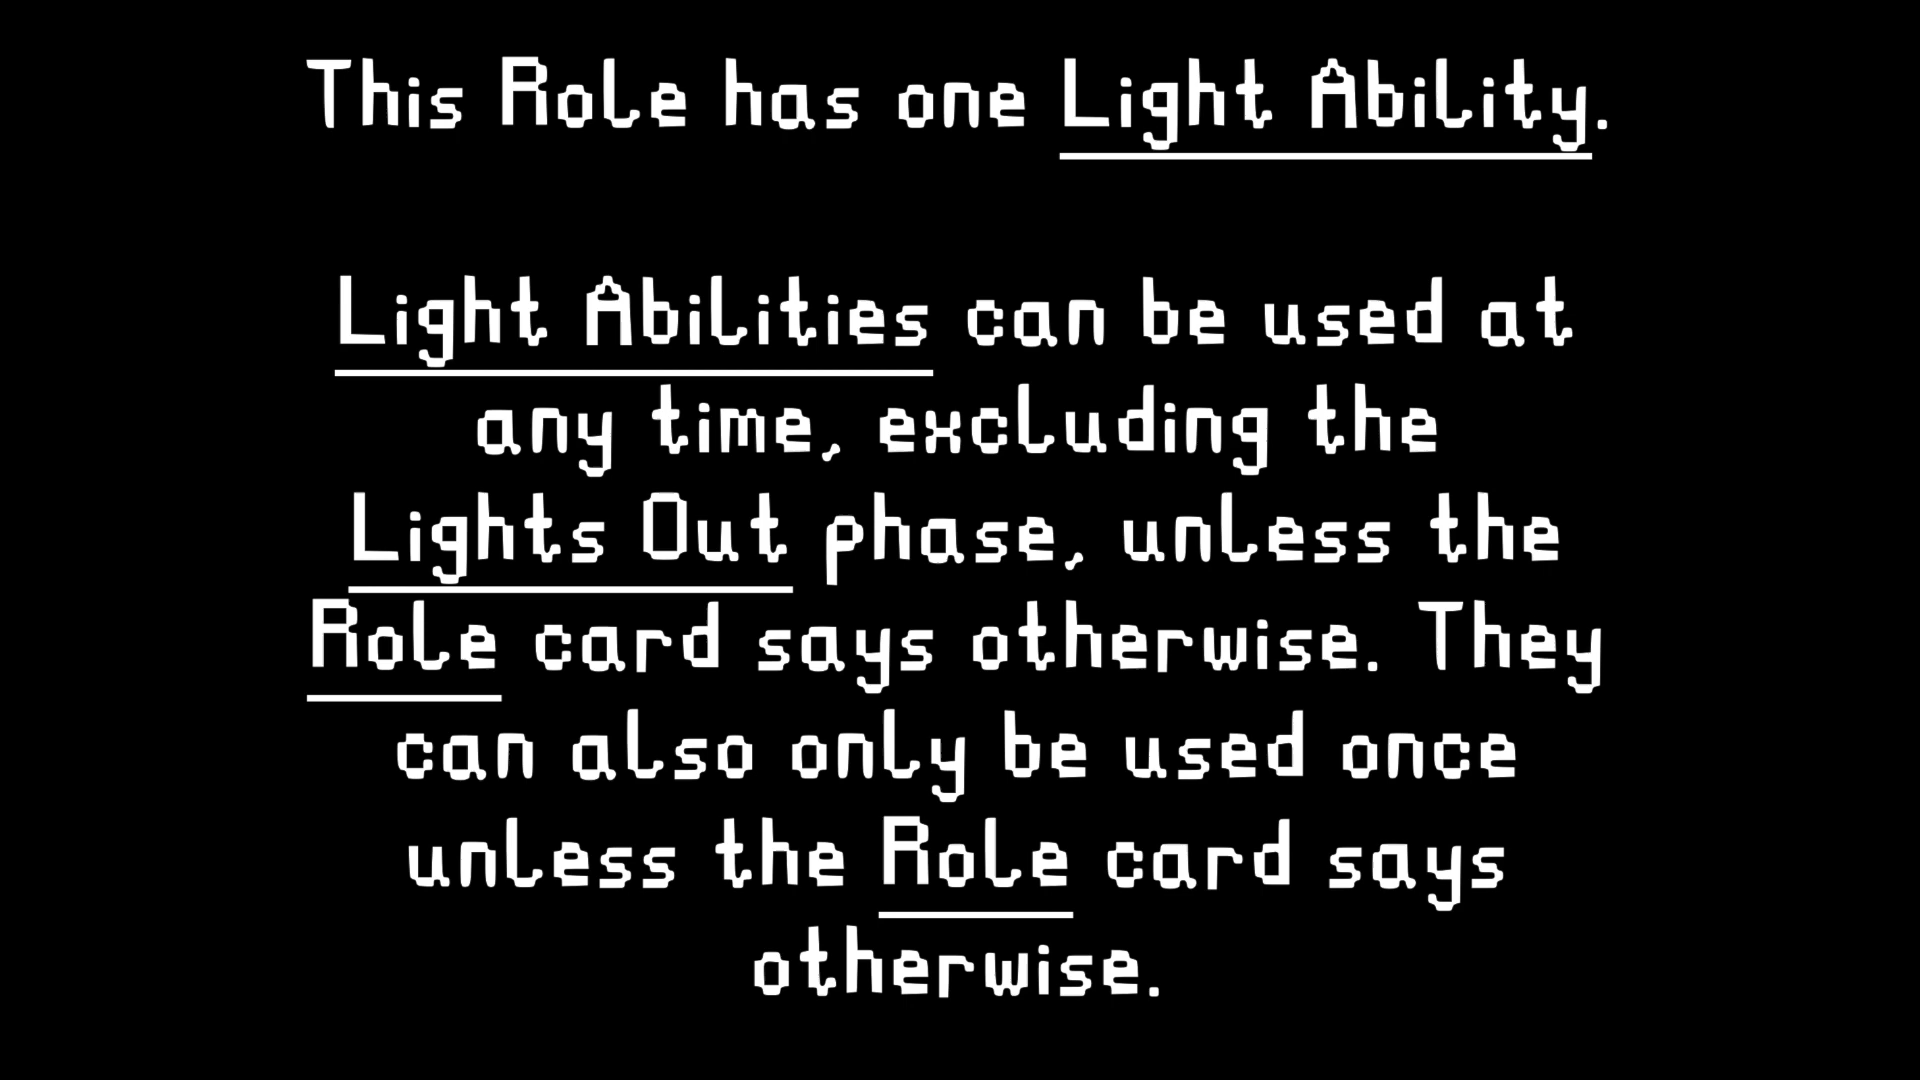 This Role has one Light Ability.
Light Abilities can be used at
any time, excluding the
Lights Out phase, unless the
Role card says otherwise. They
can also only be used once
unless the Role card says
otherwise.